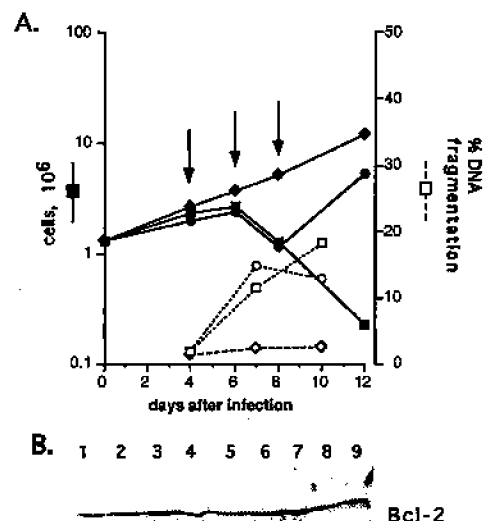 A.
100
10
1
0.1
cells, 10⁶
50
40
30
20
10
0
% DNA fragmentation
0 2 4 6 8 10 12
days after infection
B. 1 2 3 4 5 6 7 8 9
Bcl-2